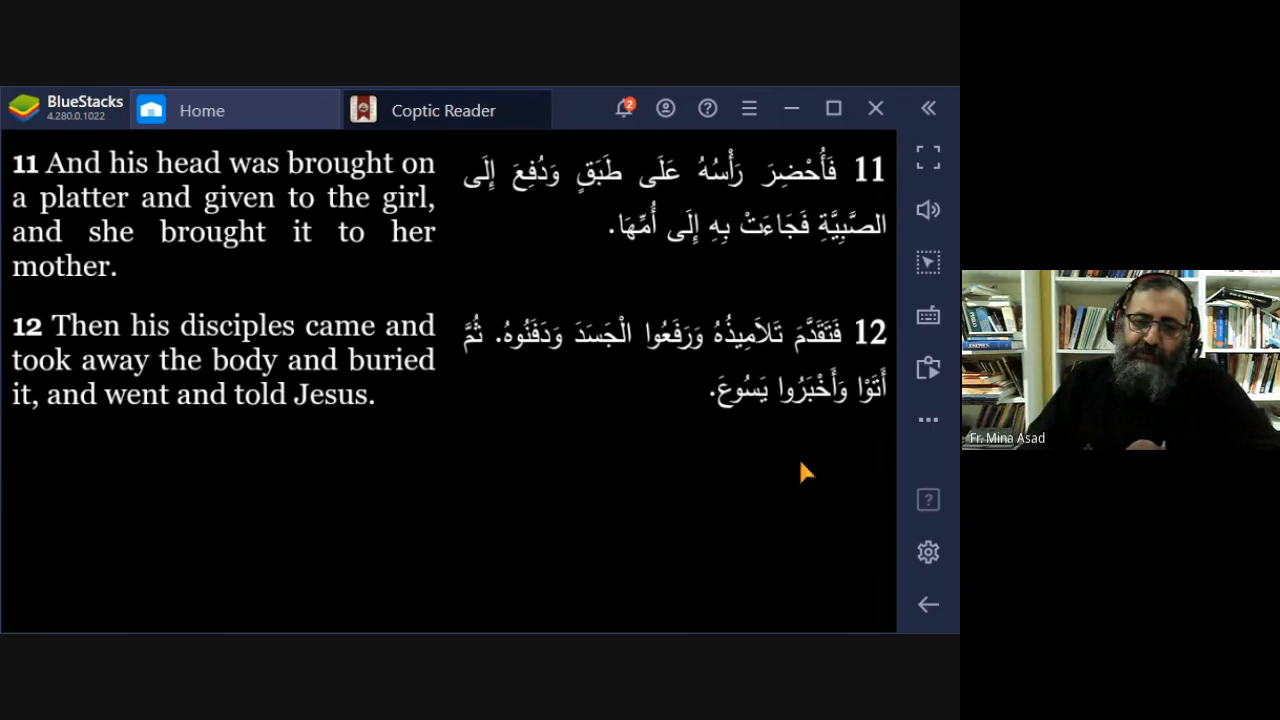 BlueStacks
4.280.0.1022
Home
Coptic Reader
2
11 And his head was brought on
a platter and given to the girl,
and she brought it to her
mother.
12 Then his disciples came and
took away the body and buried
it, and went and told Jesus.
11 فَأُحْضِرَ رَأْسُهُ عَلَى طَبَقٍ وَدُفِعَ إِلَى
الصَّبِيَّةِ فَجَاءَتْ بِهِ إِلَى أُمِّهَا.
12 فَتَقَدَّمَ تَلاَمِيذُهُ وَرَفَعُوا الْجَسَدَ وَدَفَنُوهُ. ثُمَّ
أَتَوْا وَأَخْبَرُوا يَسُوعَ.
Fr. Mina Asad